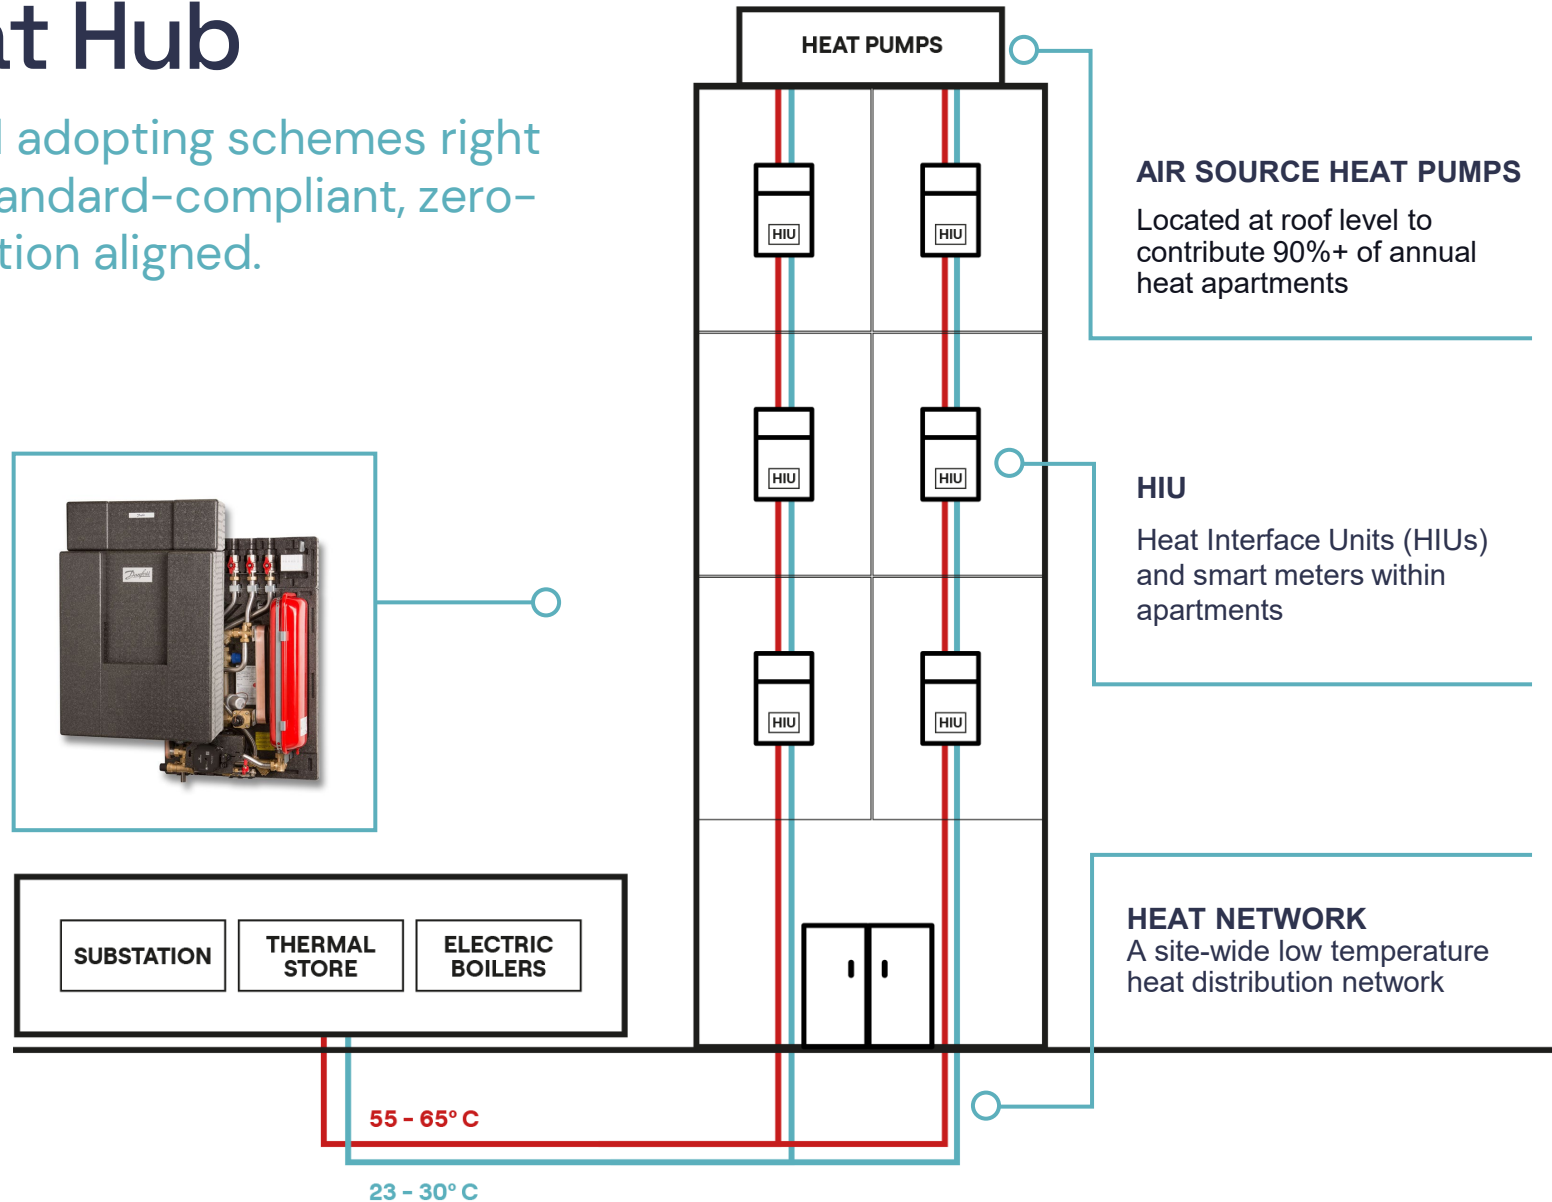 at Hub
adopting schemes right
andard-compliant, zero-
tion aligned.
HEAT PUMPS
HIU HIU
HIU HIU
HIU HIU
AIR SOURCE HEAT PUMPS
Located at roof level to
contribute 90%+ of annual
heat apartments
HIU
Heat Interface Units (HIUs)
and smart meters within
apartments
HEAT NETWORK
A site-wide low temperature
heat distribution network
Danfoss
SUBSTATION
THERMAL
STORE
ELECTRIC
BOILERS
55 - 65° C
23 - 30° C